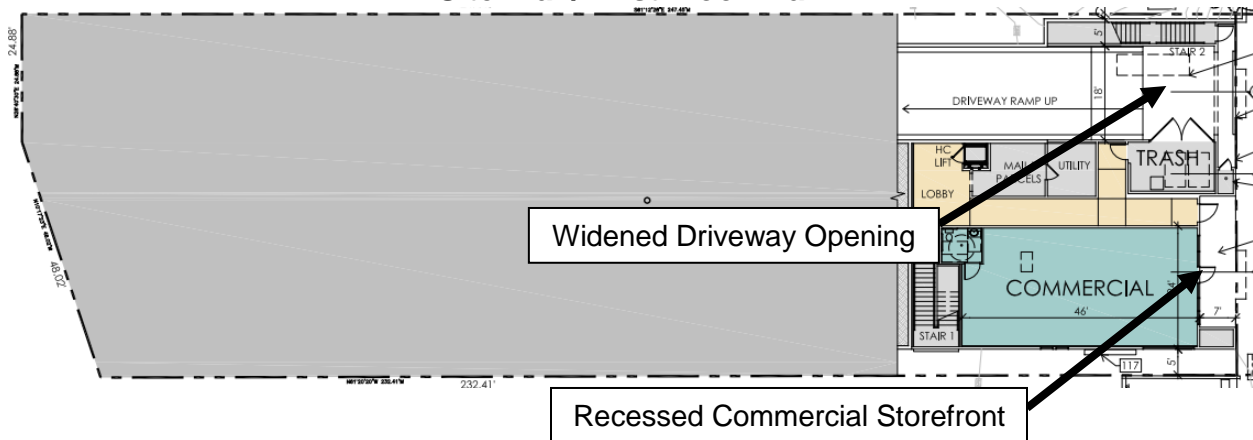 24.88'
5'
STAIR 2
18'
DRIVEWAY RAMP UP
HC
LIFT
MAIL
PARCELS
UTILITY
TRASH
LOBBY
Widened Driveway Opening
COMMERCIAL
46'
7'
STAIR 1
5'
117
48.02'
232.41'
Recessed Commercial Storefront